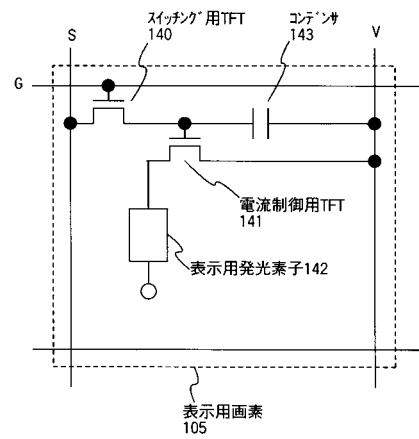 スイッチング用TFT
140
コンデンサ
143
S
V
G
電流制御用TFT
141
表示用発光素子142
表示用画素
105